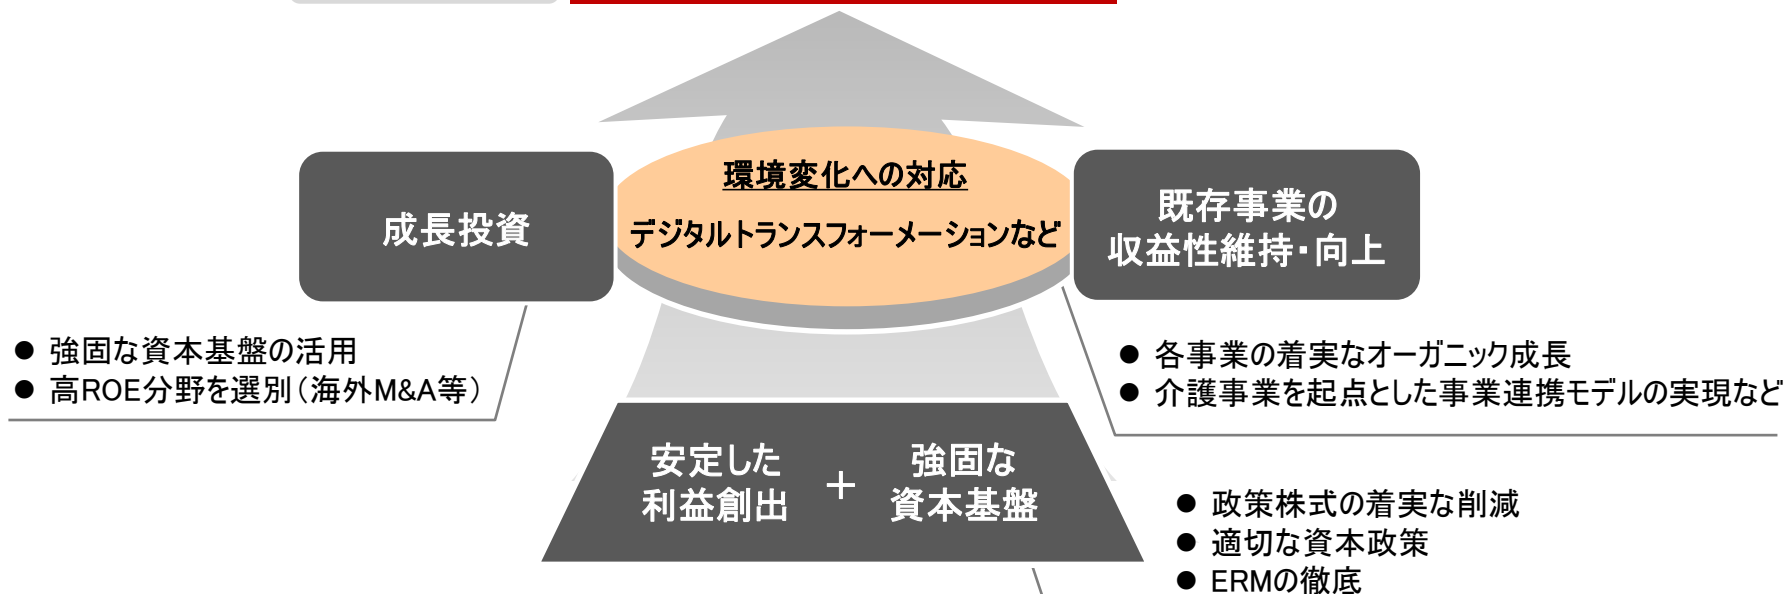 環境変化への対応
デジタルトランスフォーメーションなど
成長投資
既存事業の
収益性維持・向上
● 強固な資本基盤の活用
● 高ROE分野を選別(海外M&A等)
● 各事業の着実なオーガニック成長
● 介護事業を起点とした事業連携モデルの実現など
安定した
利益創出
+
強固な
資本基盤
● 政策株式の着実な削減
● 適切な資本政策
● ERMの徹底